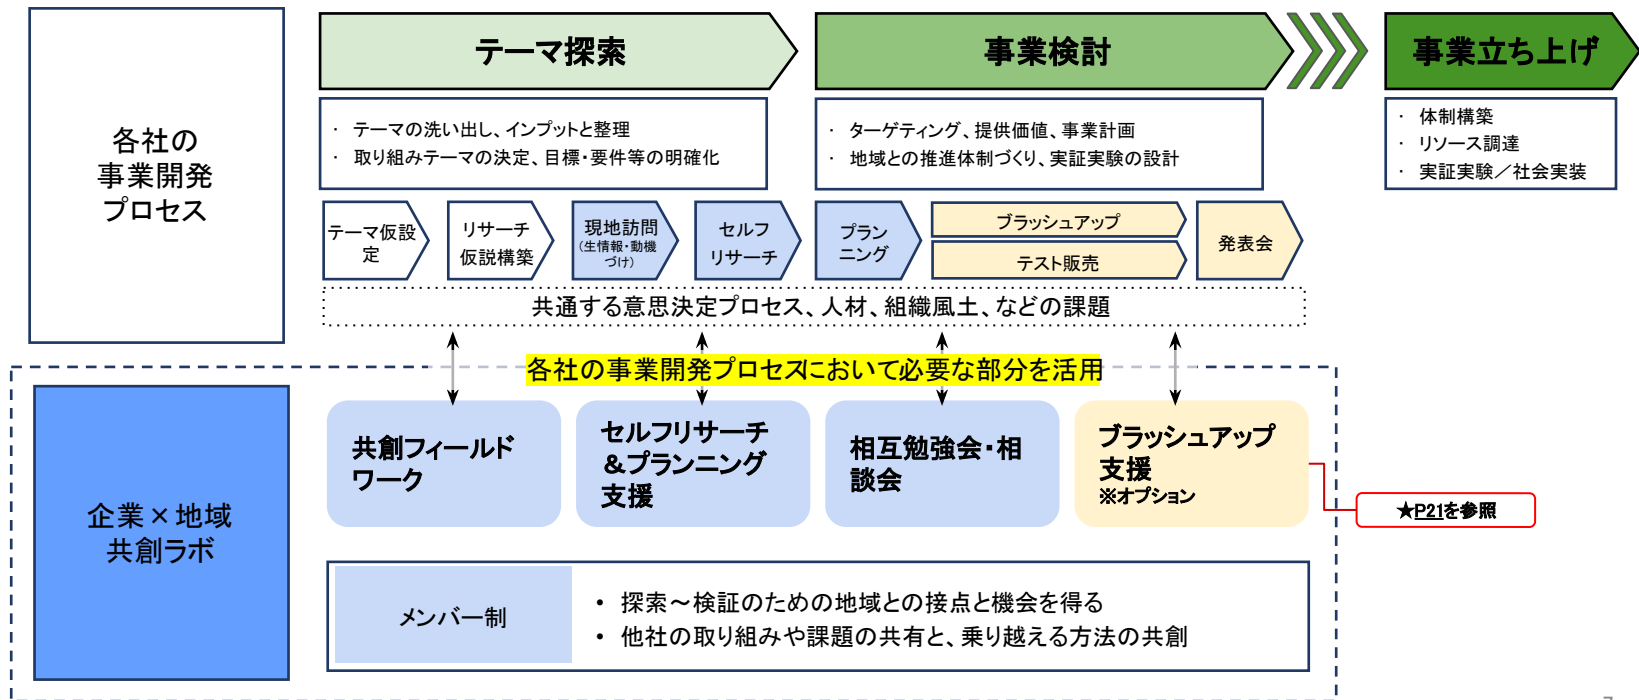 各社の
事業開発
プロセス
テーマ探索
事業検討
事業立ち上げ
· テーマの洗い出し、インプットと整理
· 取り組みテーマの決定、目標・要件等の明確化
· ターゲティング、提供価値、事業計画
· 地域との推進体制づくり、実証実験の設計
· 体制構築
· リソース調達
· 実証実験／社会実装
テーマ仮設
定
リサーチ
仮説構築
現地訪問
(生情報・動機
づけ)
セルフ
リサーチ
プラン
ニング
ブラッシュアップ
テスト販売
発表会
共通する意思決定プロセス、人材、組織風土、などの課題
各社の事業開発プロセスにおいて必要な部分を活用
企業×地域
共創ラボ
共創フィールド
ワーク
セルフリサーチ
＆プランニング
支援
相互勉強会・相
談会
ブラッシュアップ
支援
※オプション
★P21を参照
メンバー制
• 探索～検証のための地域との接点と機会を得る
• 他社の取り組みや課題の共有と、乗り越える方法の共創